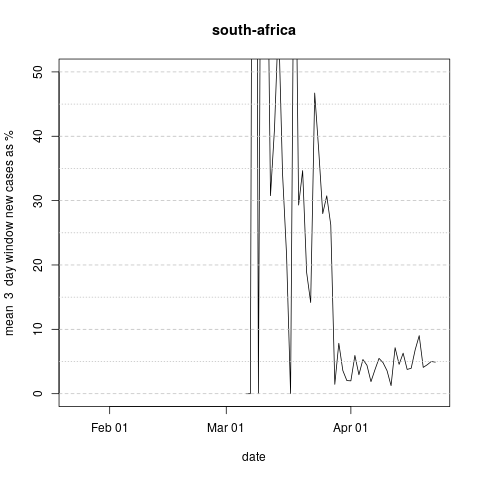 south-africa
mean 3 day window new cases as %
50
40
30
20
10
0
Feb 01
Mar 01
Apr 01
date